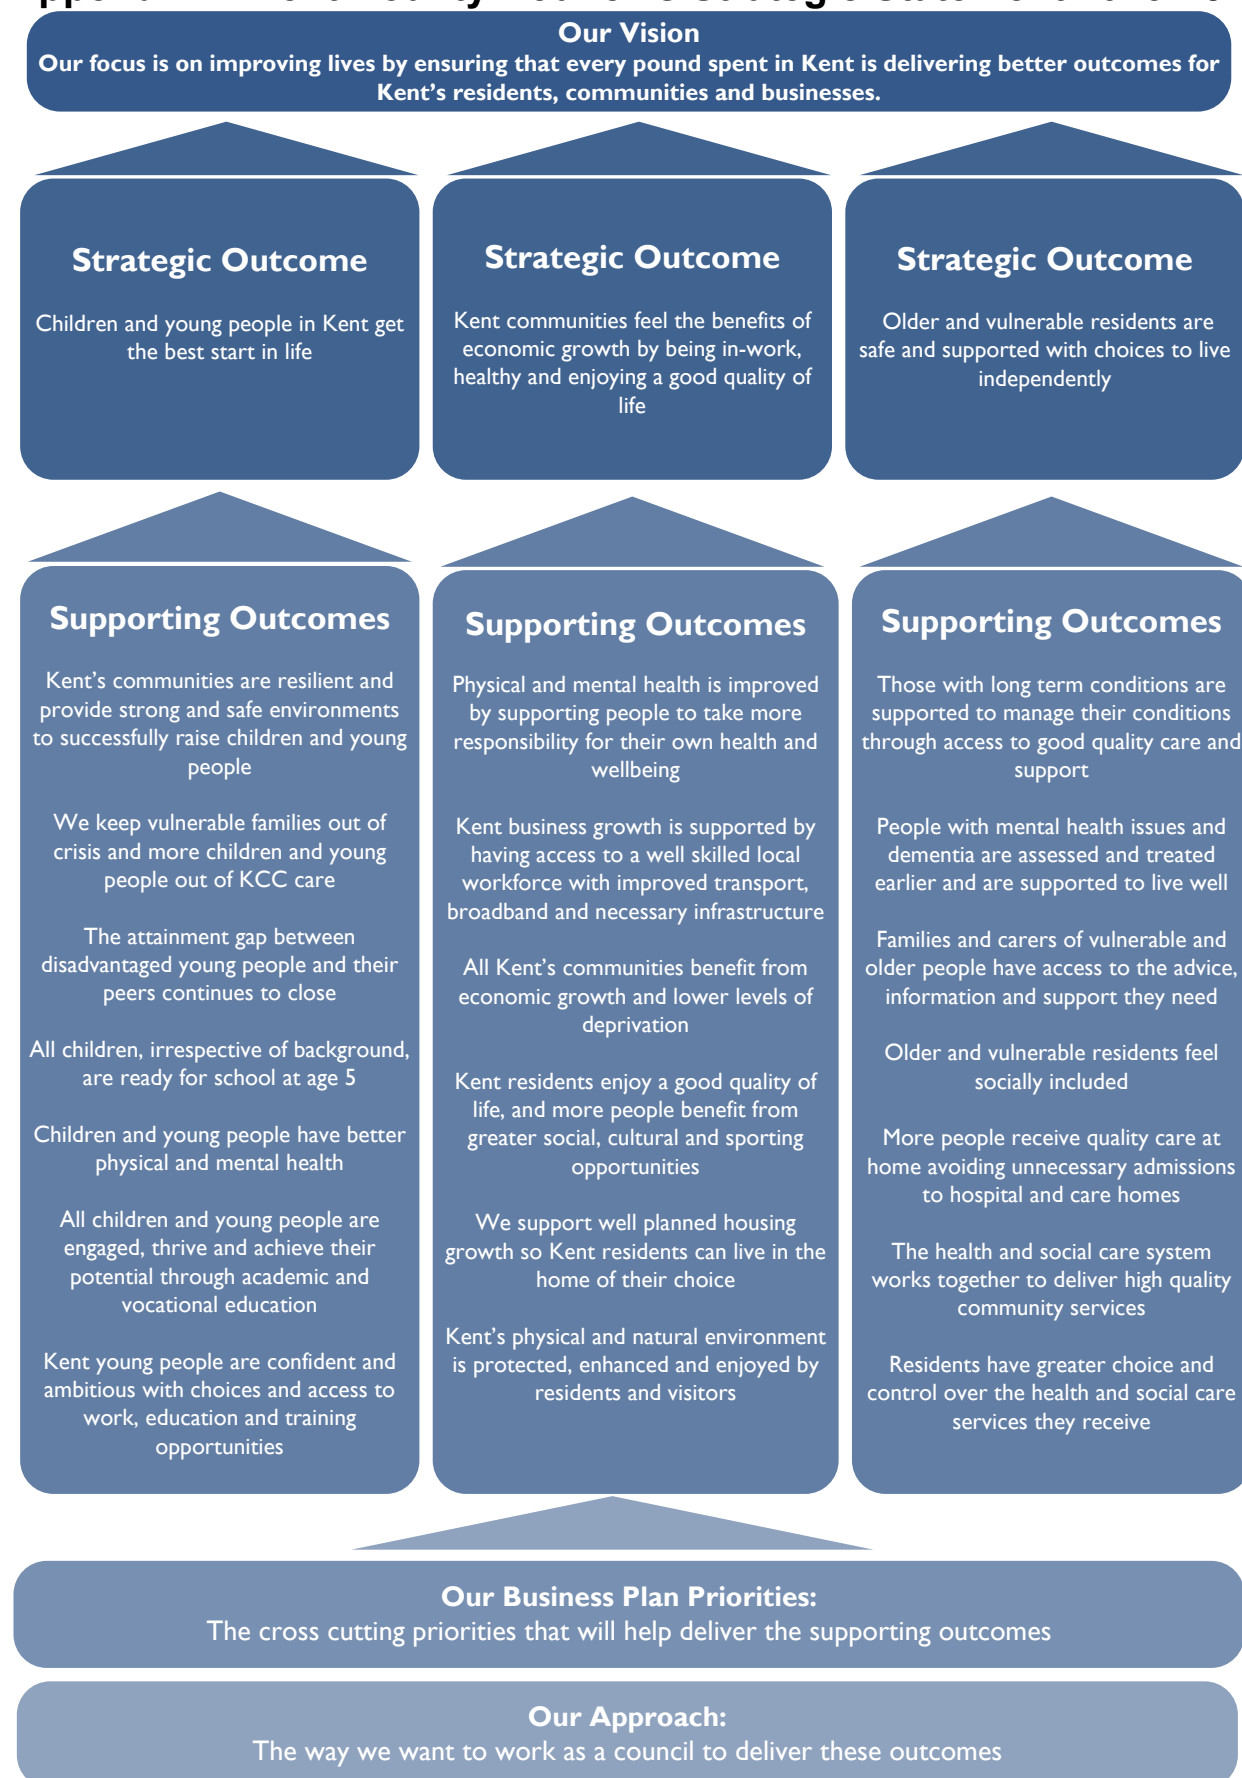 Our Vision
Our focus is on improving lives by ensuring that every pound spent in Kent is delivering better outcomes for
Kent’s residents, communities and businesses.
Strategic Outcome
Children and young people in Kent get
the best start in life
Strategic Outcome
Kent communities feel the benefits of
economic growth by being in-work,
healthy and enjoying a good quality of
life
Strategic Outcome
Older and vulnerable residents are
safe and supported with choices to live
independently
Supporting Outcomes
Kent’s communities are resilient and
provide strong and safe environments
to successfully raise children and young
people
We keep vulnerable families out of
crisis and more children and young
people out of KCC care
The attainment gap between
disadvantaged young people and their
peers continues to close
All children, irrespective of background,
are ready for school at age 5
Children and young people have better
physical and mental health
All children and young people are
engaged, thrive and achieve their
potential through academic and
vocational education
Kent young people are confident and
ambitious with choices and access to
work, education and training
opportunities
Supporting Outcomes
Physical and mental health is improved
by supporting people to take more
responsibility for their own health and
wellbeing
Kent business growth is supported by
having access to a well skilled local
workforce with improved transport,
broadband and necessary infrastructure
All Kent’s communities benefit from
economic growth and lower levels of
deprivation
Kent residents enjoy a good quality of
life, and more people benefit from
greater social, cultural and sporting
opportunities
We support well planned housing
growth so Kent residents can live in the
home of their choice
Kent’s physical and natural environment
is protected, enhanced and enjoyed by
residents and visitors
Supporting Outcomes
Those with long term conditions are
supported to manage their conditions
through access to good quality care and
support
People with mental health issues and
dementia are assessed and treated
earlier and are supported to live well
Families and carers of vulnerable and
older people have access to the advice,
information and support they need
Older and vulnerable residents feel
socially included
More people receive quality care at
home avoiding unnecessary admissions
to hospital and care homes
The health and social care system
works together to deliver high quality
community services
Residents have greater choice and
control over the health and social care
services they receive
Our Business Plan Priorities:
The cross cutting priorities that will help deliver the supporting outcomes
Our Approach:
The way we want to work as a council to deliver these outcomes